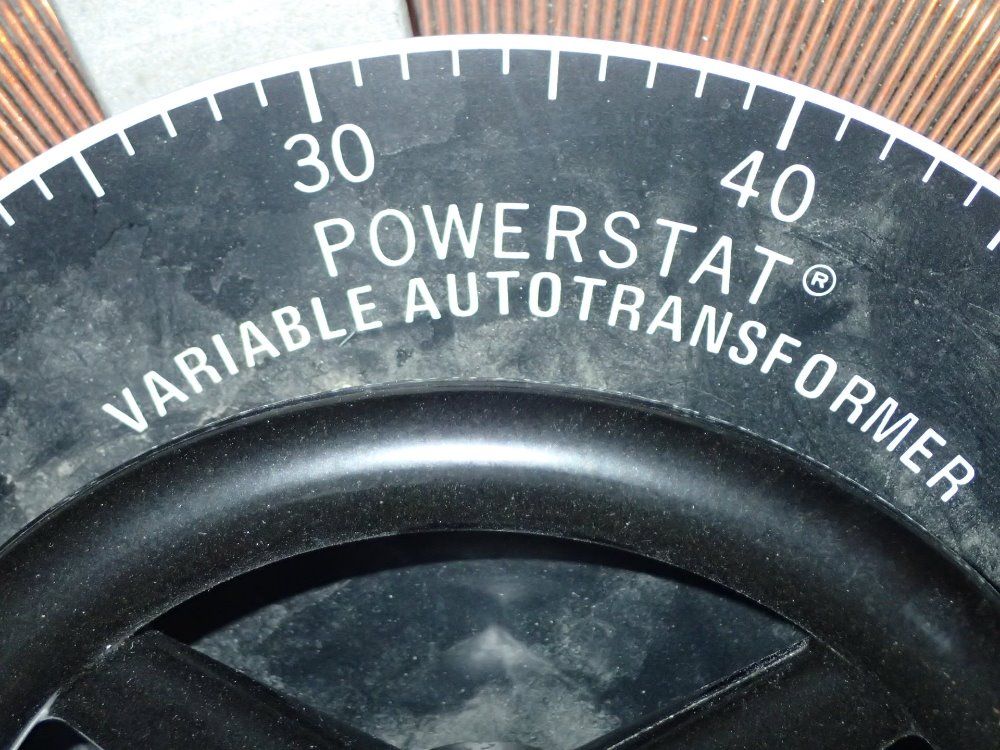 30 40
POWERSTAT®
VARIABLE AUTOTRANSFORMER